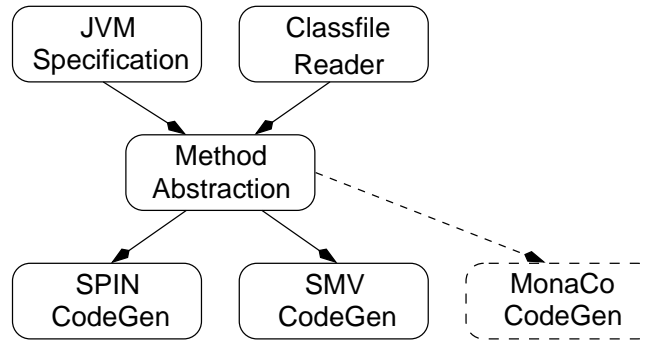 JVM
Specification
Classfile
Reader
Method
Abstraction
SPIN
CodeGen
SMV
CodeGen
MonaCo
CodeGen